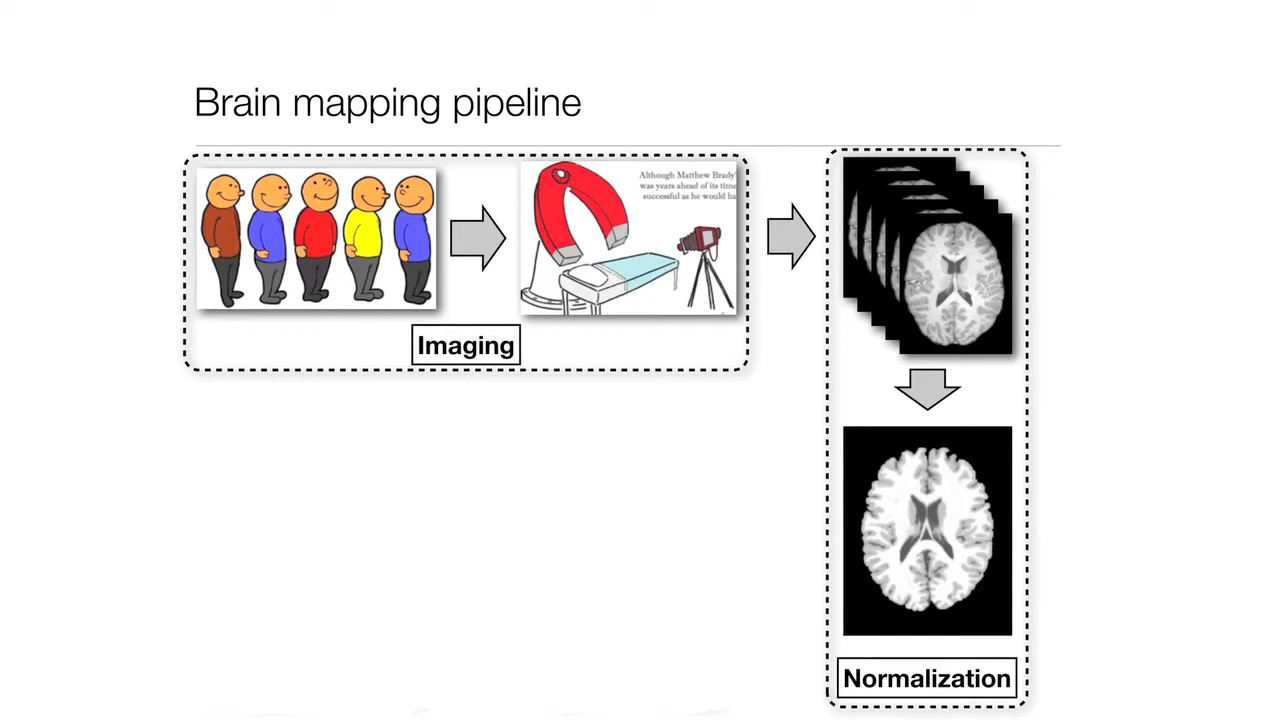 Brain mapping pipeline
Although Matthew Brady'
was years ahead of its time
successful as he would ha
Imaging
Normalization